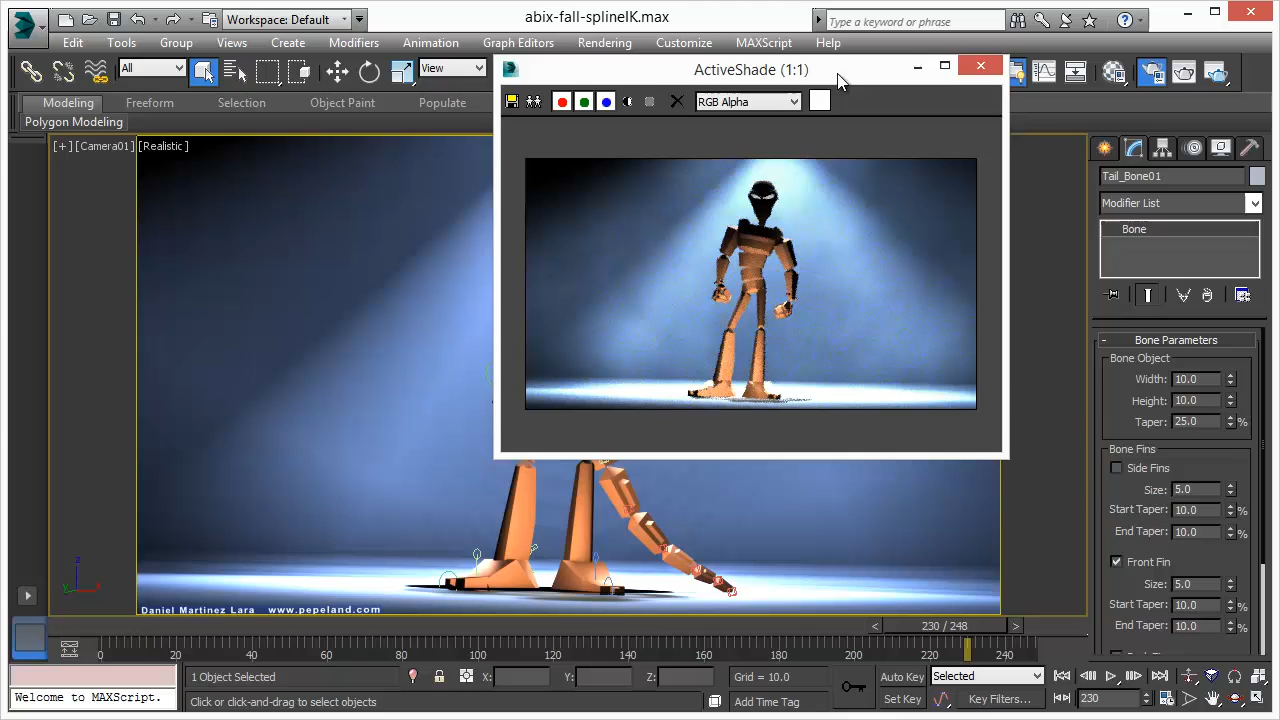 Workspace: Default
abix-fall-splineIK.max
Type a keyword or phrase
Edit Tools Group Views Create Modifiers Animation Graph Editors Rendering Customize MAXScript Help
All
View
ActiveShade (1:1)
Modeling Freeform Selection Object Paint Populate
RGB Alpha
Polygon Modeling
[+] [Camera01] [Realistic ]
Tail_Bone01
Modifier List
Bone
- Bone Parameters
Bone Object
Width: 10.0
Height: 10.0
Taper: 25.0 %
Bone Fins
Side Fins
Size: 5.0
Start Taper: 10.0 %
End Taper: 10.0 %
Front Fin
Size: 5.0
Start Taper: 10.0 %
End Taper: 10.0 %
z
y x
Daniel Martinez Lara www.pepeland.com
< 230 / 248 >
0 20 40 60 80 100 120 140 160 180 200 220 240
1 Object Selected X: Y: Z: Grid = 10.0 Auto Key Selected
Welcome to MAXScript. Click or click-and-drag to select objects Add Time Tag Set Key Key Filters... 230